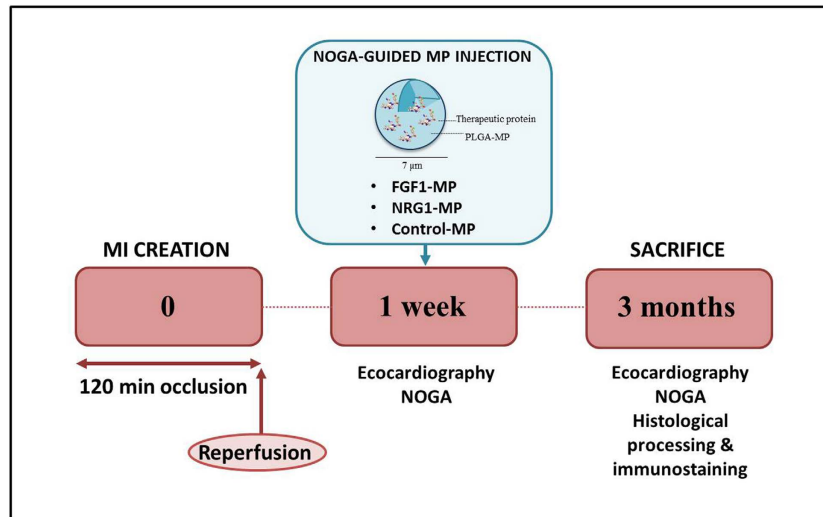 NOGA-GUIDED MP INJECTION
Therapeutic protein
PLGA-MP
7 µm
• FGF1-MP
• NRG1-MP
• Control-MP
MI CREATION
SACRIFICE
0
1 week
3 months
120 min occlusion
Reperfusion
Ecocardiography
NOGA
Ecocardiography
NOGA
Histological
processing &
immunostaining